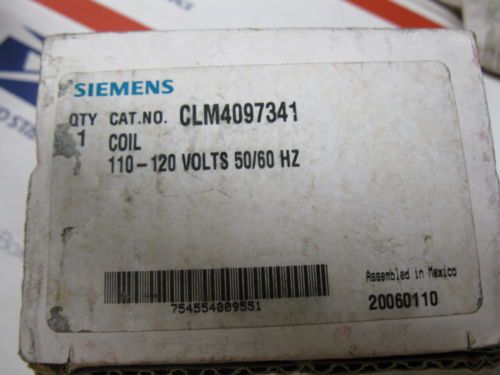 SIEMENS
QTY CAT.NO. CLM4097341
1 COIL
110-120 VOLTS 50/60 HZ
754554009551
Assembled in Mexico
20060110